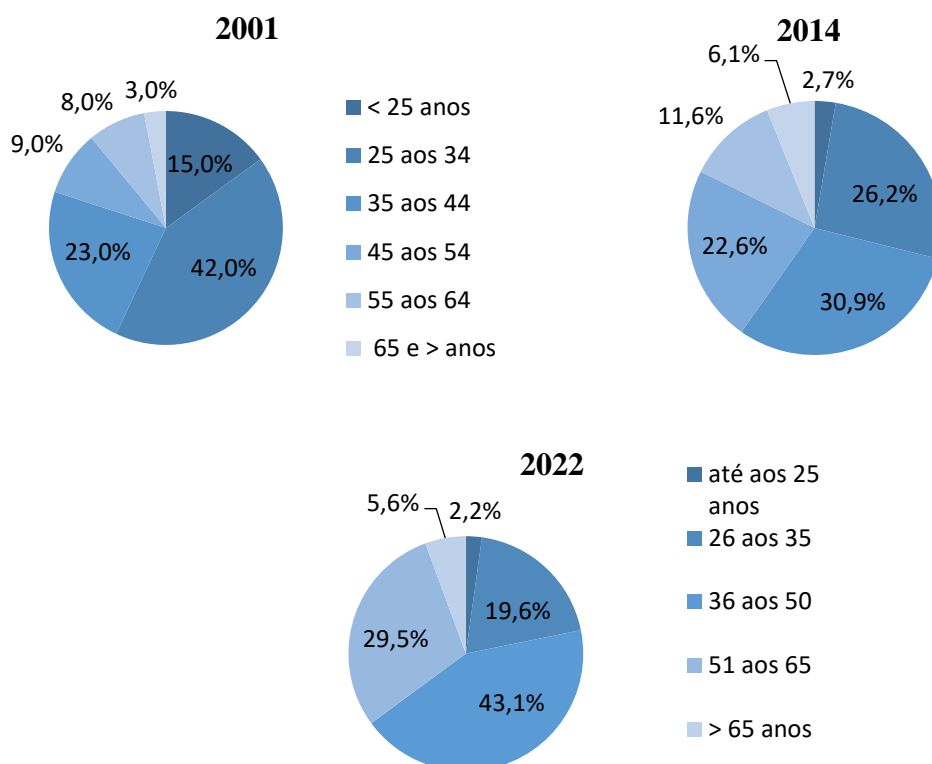 2001
3,0%
8,0%
9,0%
15,0%
23,0%
42,0%
< 25 anos
25 aos 34
35 aos 44
45 aos 54
55 aos 64
65 e > anos
2014
6,1%
2,7%
11,6%
26,2%
22,6%
30,9%
2022
5,6%
2,2%
19,6%
29,5%
43,1%
até aos 25
anos
26 aos 35
36 aos 50
51 aos 65
> 65 anos